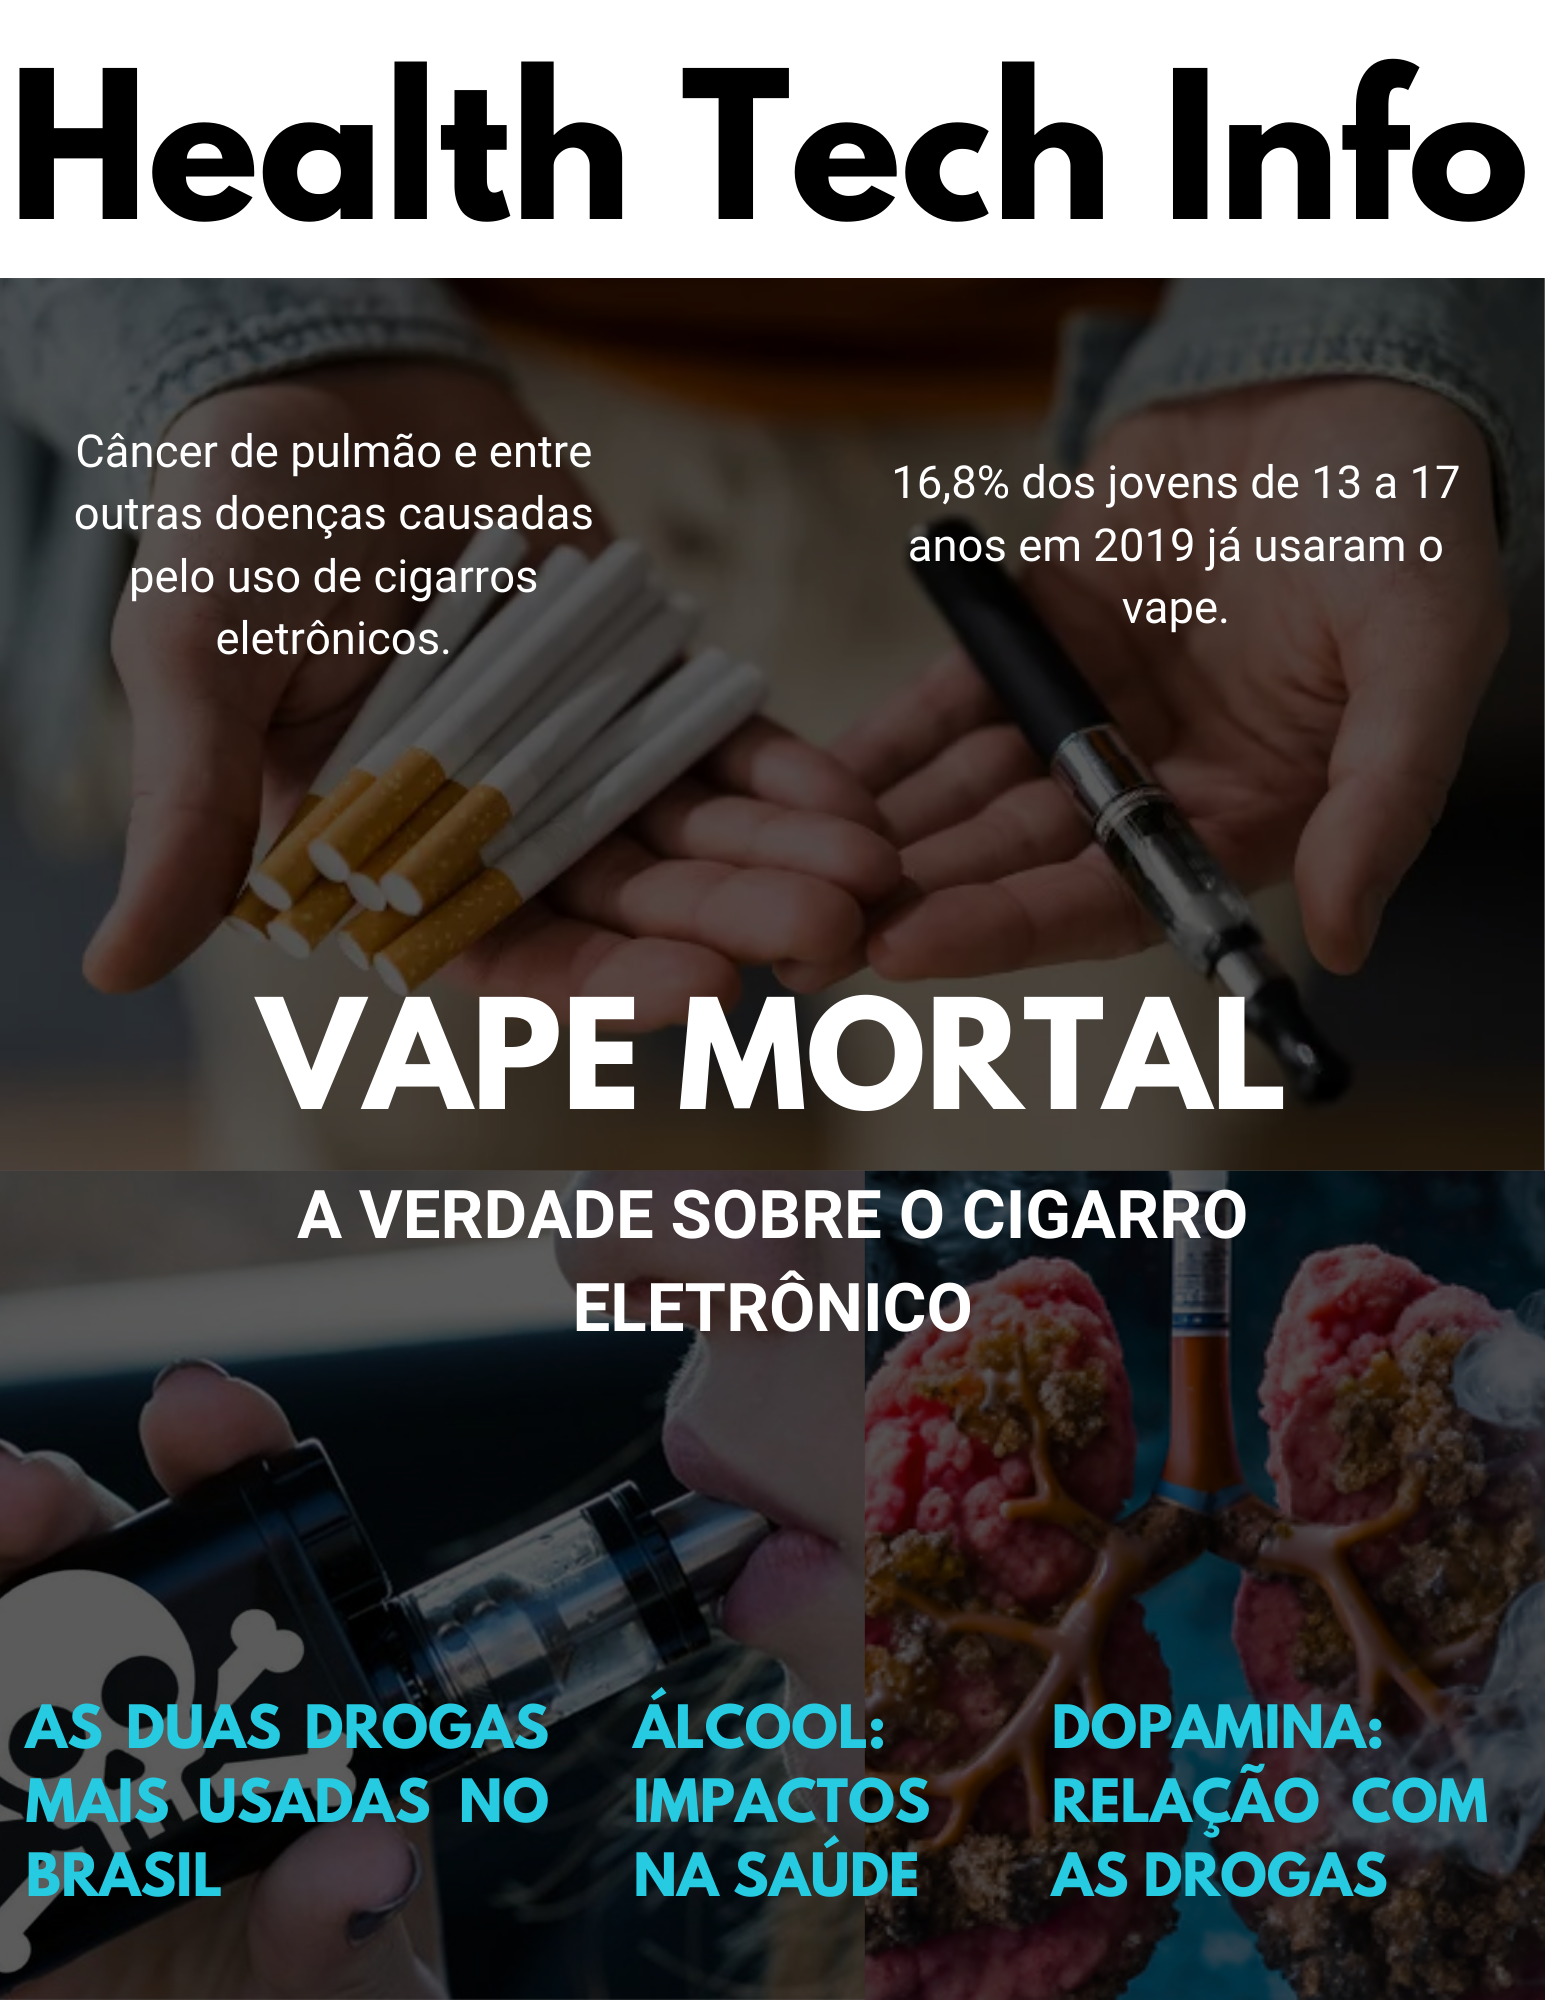 Health Tech Info
Câncer de pulmão e entre
outras doenças causadas
pelo uso de cigarros
eletrônicos.
16,8% dos jovens de 13 a 17
anos em 2019 já usaram o
vape.
VAPE MORTAL
A VERDADE SOBRE O CIGARRO
ELETRÔNICO
AS DUAS DROGAS
MAIS USADAS NO
BRASIL
ÁLCOOL:
IMPACTOS
NA SAÚDE
DOPAMINA:
RELAÇÃO COM
AS DROGAS